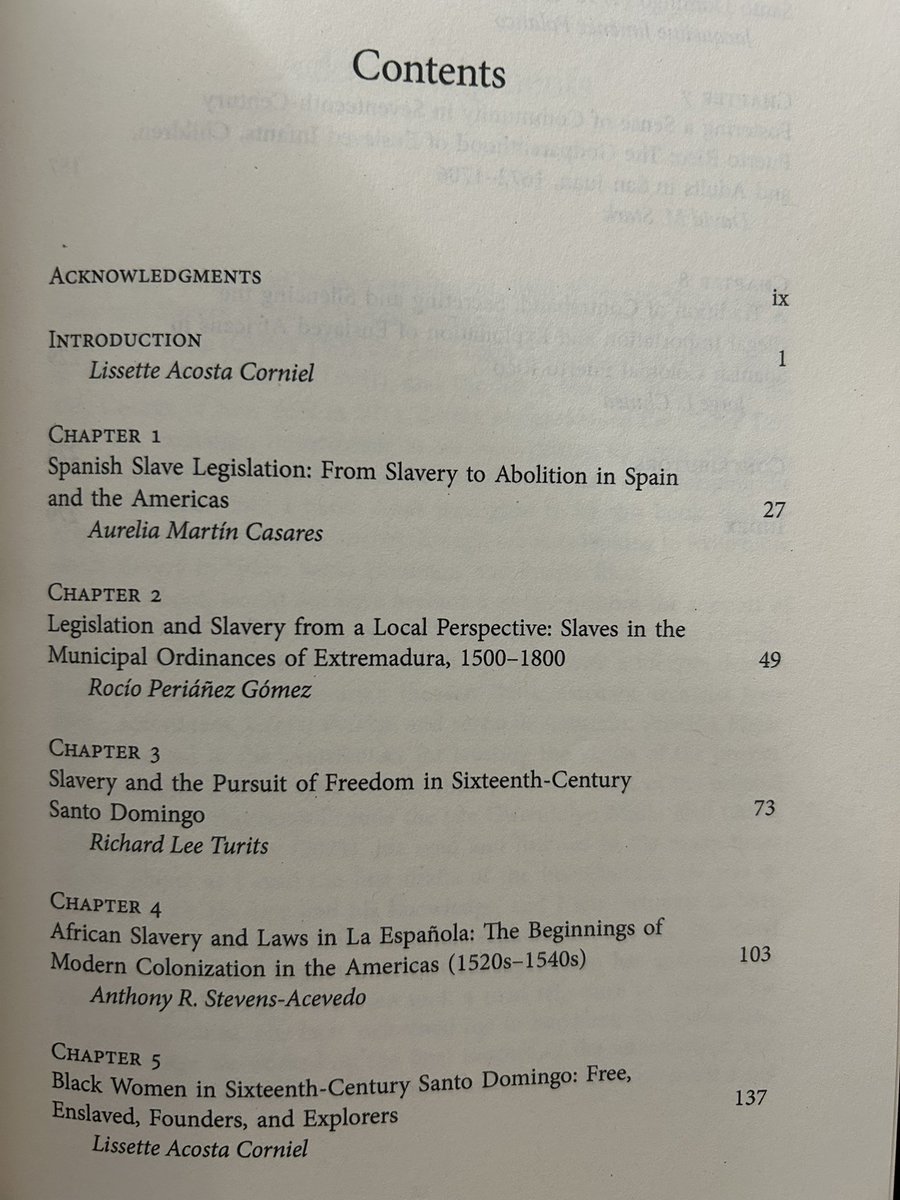 Contents
ACKNOWLEDGMENTS
ix
INTRODUCTION
1
Lissette Acosta Corniel
CHAPTER 1
Spanish Slave Legislation: From Slavery to Abolition in Spain
and the Americas
27
Aurelia Martín Casares
CHAPTER 2
Legislation and Slavery from a Local Perspective: Slaves in the
Municipal Ordinances of Extremadura, 1500–1800
49
Rocío Periáñez Gómez
CHAPTER 3
Slavery and the Pursuit of Freedom in Sixteenth-Century
Santo Domingo
73
Richard Lee Turits
CHAPTER 4
African Slavery and Laws in La Española: The Beginnings of
Modern Colonization in the Americas (1520s–1540s)
103
Anthony R. Stevens-Acevedo
CHAPTER 5
Black Women in Sixteenth-Century Santo Domingo: Free,
Enslaved, Founders, and Explorers
137
Lissette Acosta Corniel